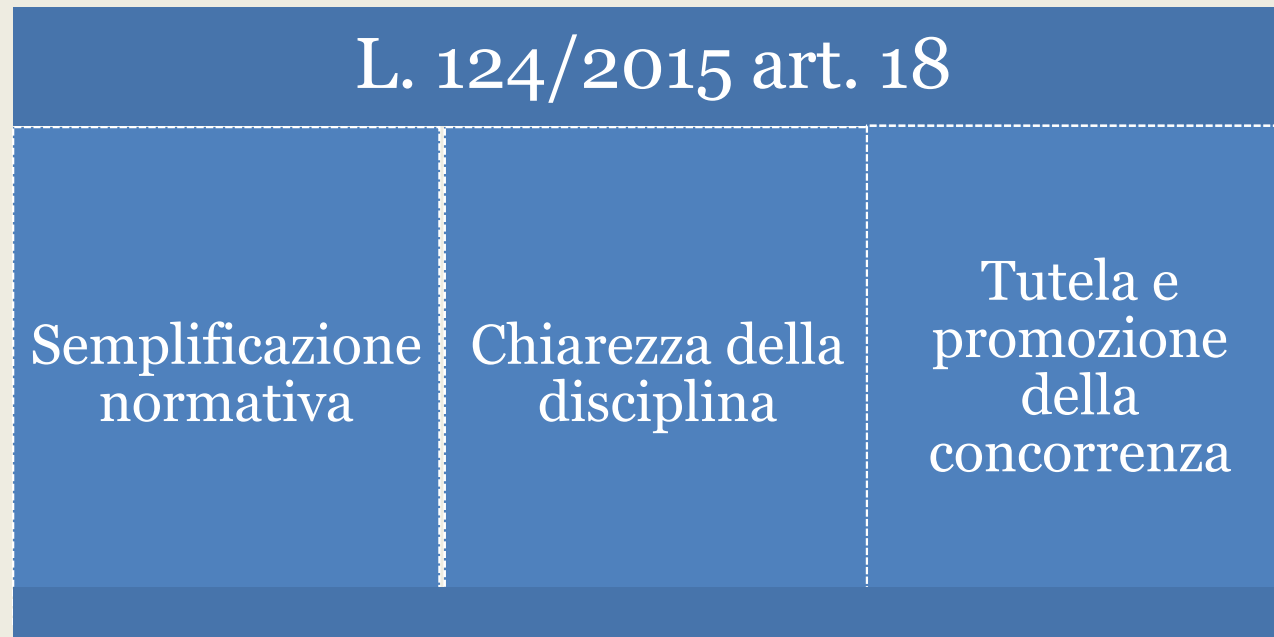 L. 124/2015 art. 18
Semplificazione
normativa
Chiarezza della
disciplina
Tutela e
promozione
della
concorrenza